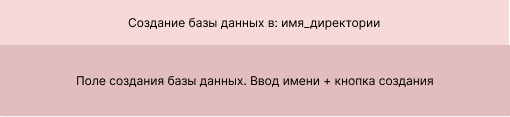 Создание базы данных в: имя_директории
Поле создания базы данных. Ввод имени + кнопка создания